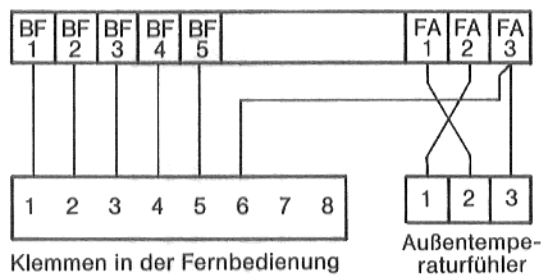 BF BF BF BF BF FA FA FA
1 2 3 4 5 1 2 3
1 2 3 4 5 6 7 8
1 2 3
Klemmen in der Fernbedienung
Außentempe-
raturfühler